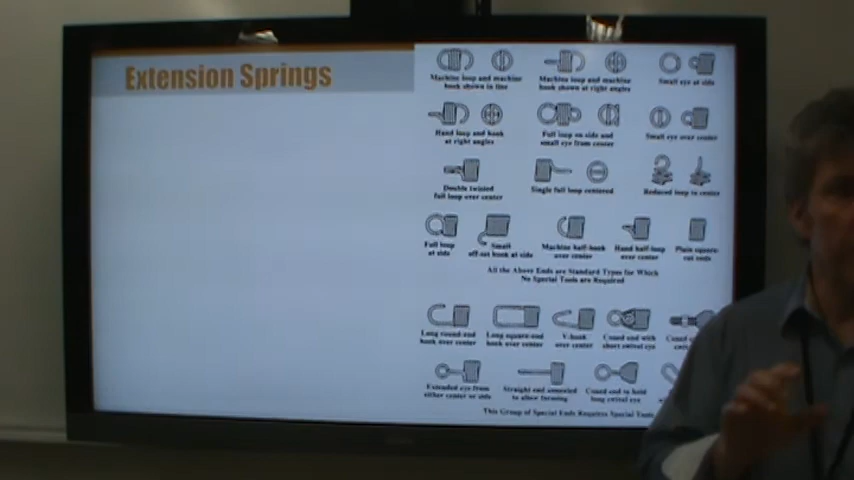 Extension Springs
Machine loop and machine
hook shown in line
Machine loop and machine
hook shown at right angles
Small eye at side
Hand loop and hook
at right angles
Full loop on side and
small eye from center
Small eye over center
Double twisted
full loop over center
Single full loop centered
Reduced loop to center
Full loop
at side
Small
off-set hook at side
Machine half-hook
over center
Hand half-loop
over center
Plain square-
cut ends
All the Above Ends are Standard Types for Which
No Special Tools are Required
Long round-end
hook over center
Long square-end
hook over center
V-hook
over center
Coned end with
short swivel eye
Coned
Extended eye from
either center or side
Straight end annealed
to allow forming
Coned end to hold
long swivel eye
This Group of Special Ends Requires Special Tools